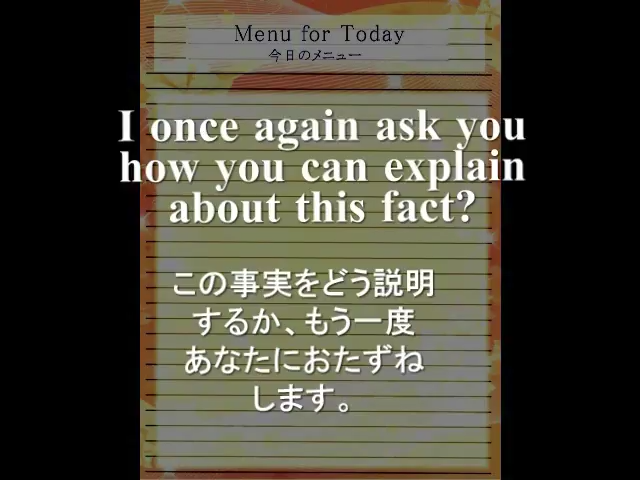 Menu for Today
今日のメニュー
I once again ask you
how you can explain
about this fact?
この事実をどう説明
するか、もう一度
あなたにおたずね
します。